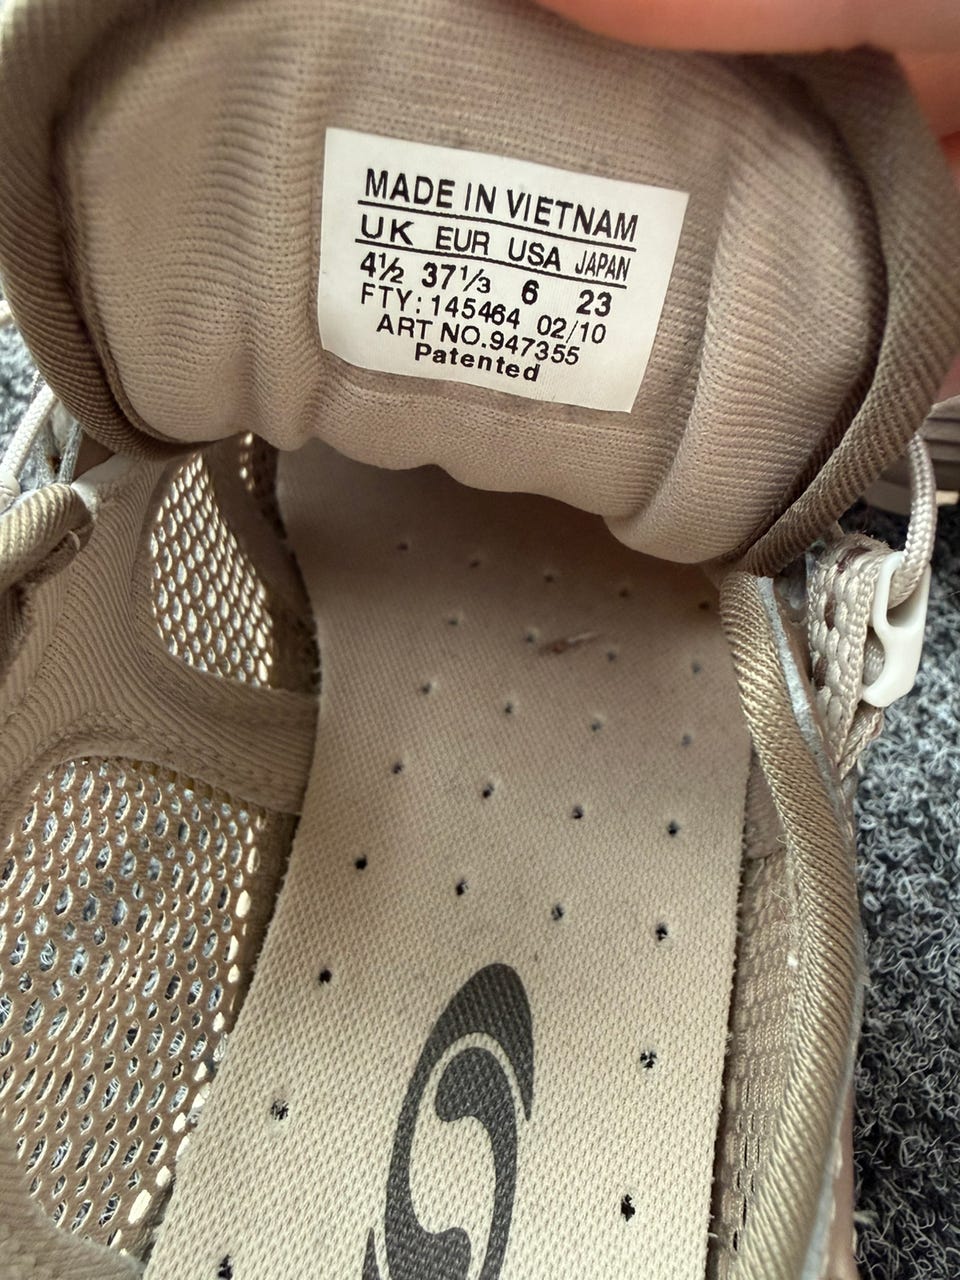 MADE IN VIETNAM
UK EUR USA JAPAN
4½ 37⅓ 6 23
FTY: 145464 02/10
ART NO.947355
Patented